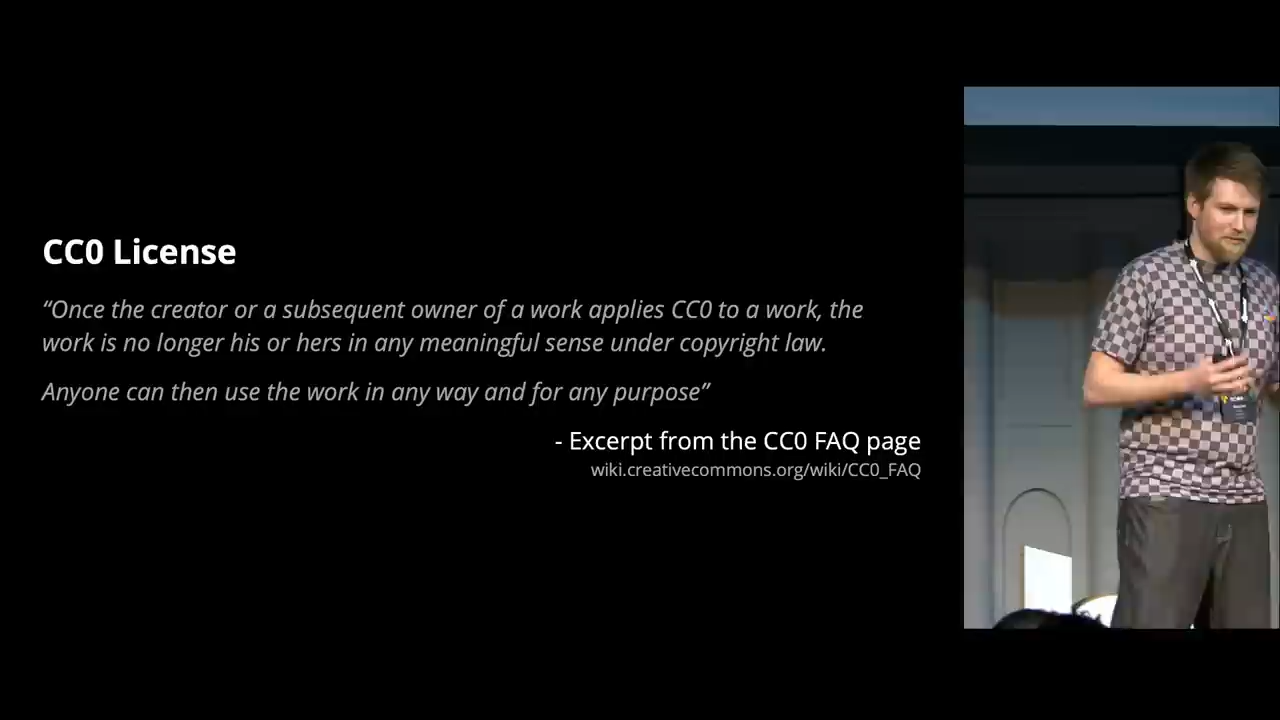 CC0 License
“Once the creator or a subsequent owner of a work applies CC0 to a work, the
work is no longer his or hers in any meaningful sense under copyright law.
Anyone can then use the work in any way and for any purpose”
- Excerpt from the CC0 FAQ page
wiki.creativecommons.org/wiki/CC0_FAQ